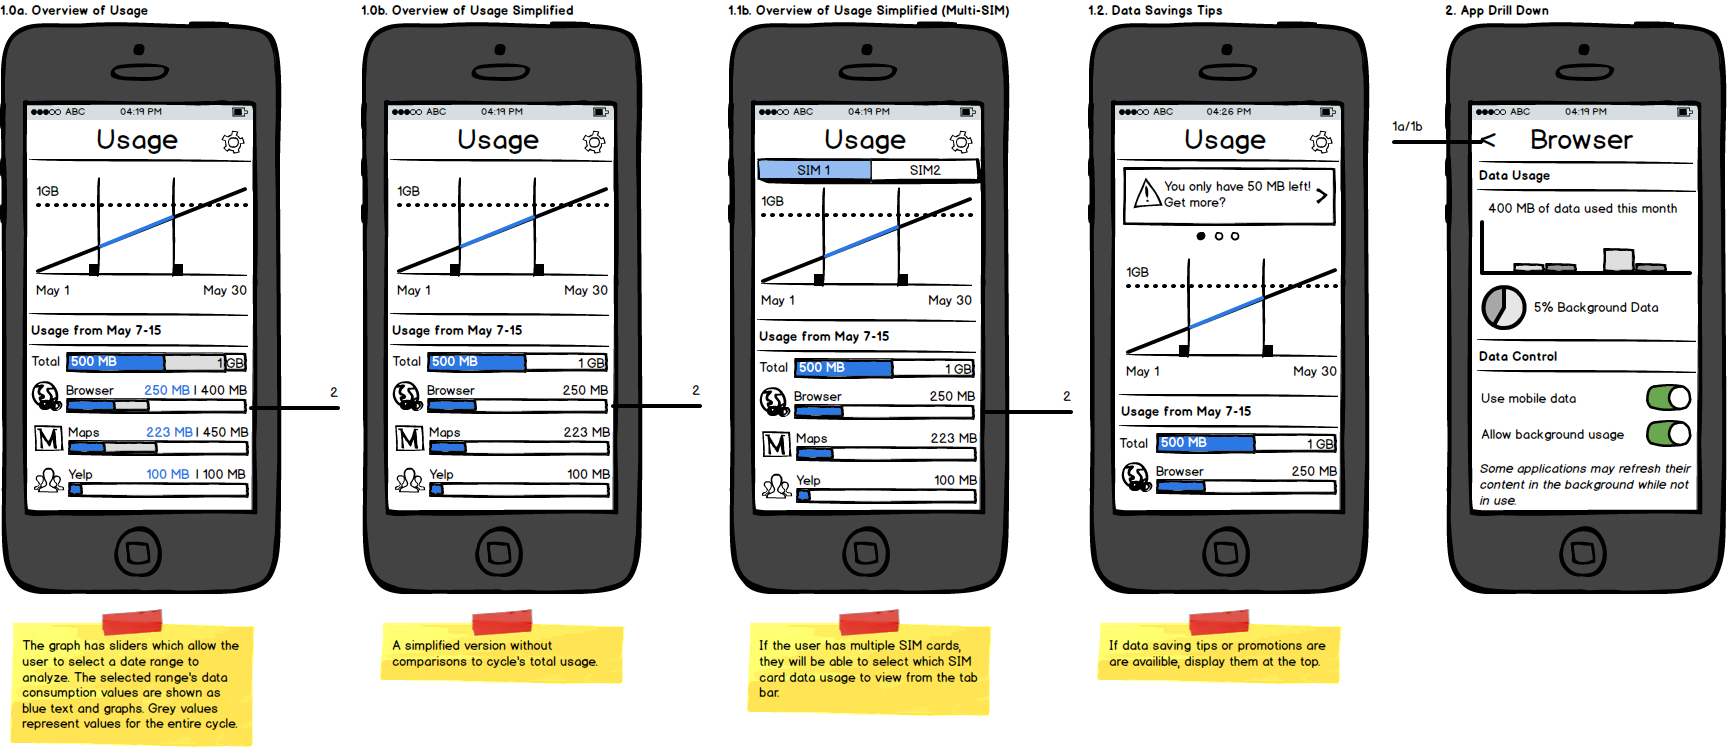 1.0a. Overview of Usage
ABC 04:19 PM
Usage
1GB
May 1 May 30
Usage from May 7-15
Total 500 MB 1 GB
Browser 250 MB | 400 MB
Maps 223 MB | 450 MB
M
Yelp 100 MB | 100 MB
2
The graph has sliders which allow the
user to select a date range to
analyze. The selected range's data
consumption values are shown as
blue text and graphs. Grey values
represent values for the entire cycle.
1.0b. Overview of Usage Simplified
ABC 04:19 PM
Usage
1GB
May 1 May 30
Usage from May 7-15
Total 500 MB 1 GB
Browser 250 MB
Maps 223 MB
M
Yelp 100 MB
2
A simplified version without
comparisons to cycle's total usage.
1.1b. Overview of Usage Simplified (Multi-SIM)
ABC 04:19 PM
Usage
SIM 1 SIM2
1GB
May 1 May 30
Usage from May 7-15
Total 500 MB 1 GB
Browser 250 MB
Maps 223 MB
M
Yelp 100 MB
2
If the user has multiple SIM cards,
they will be able to select which SIM
card data usage to view from the tab
bar.
1.2. Data Savings Tips
ABC 04:26 PM
Usage
You only have 50 MB left!
Get more?
1GB
May 1 May 30
Usage from May 7-15
Total 500 MB 1 GB
Browser 250 MB
If data saving tips or promotions are
are availible, display them at the top.
2. App Drill Down
ABC 04:19 PM
1a/1b
< Browser
Data Usage
400 MB of data used this month
5% Background Data
Data Control
Use mobile data
Allow background usage
Some applications may refresh their
content in the background while not
in use.